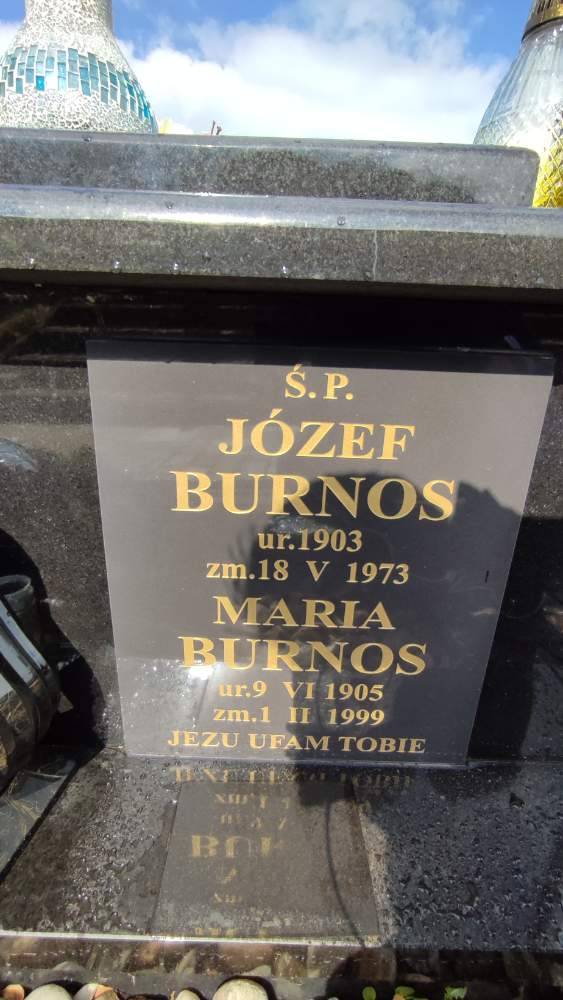 Ś.P.
JÓZEF
BURNOS
ur.1903
zm.18 V 1973
MARIA
BURNOS
ur.9 VI 1905
zm.1 II 1999
JEZU UFAM TOBIE